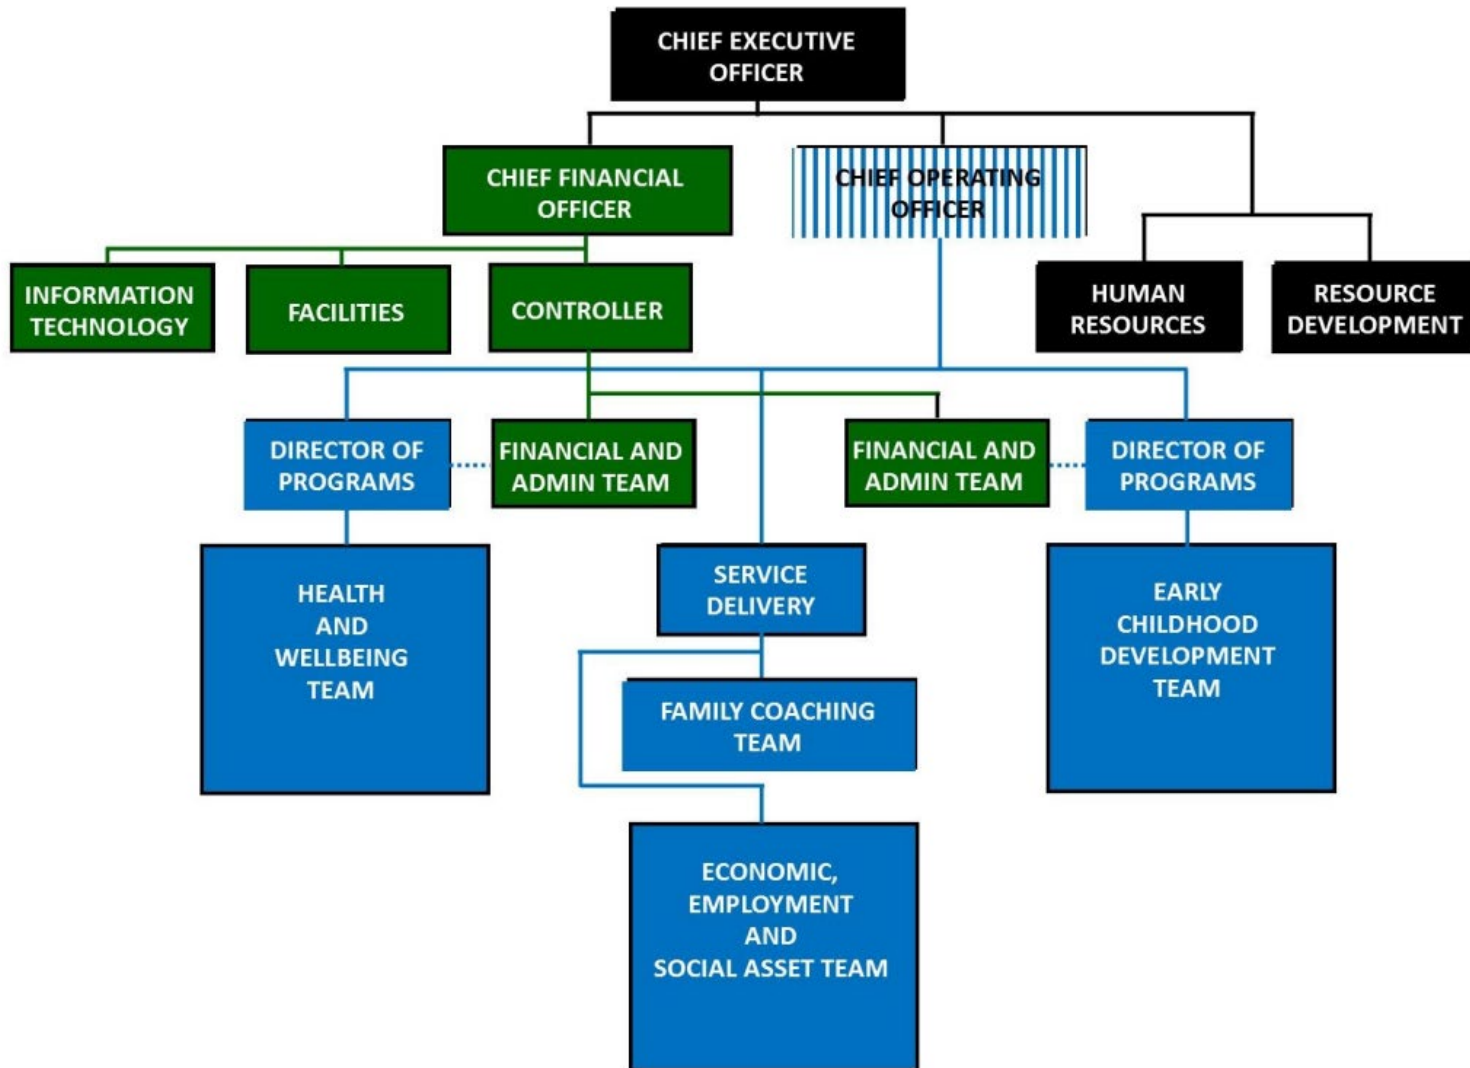 CHIEF EXECUTIVE
OFFICER
CHIEF FINANCIAL
OFFICER
CHIEF OPERATING
OFFICER
INFORMATION
TECHNOLOGY
FACILITIES
CONTROLLER
HUMAN
RESOURCES
RESOURCE
DEVELOPMENT
DIRECTOR OF
PROGRAMS
FINANCIAL AND
ADMIN TEAM
FINANCIAL AND
ADMIN TEAM
DIRECTOR OF
PROGRAMS
HEALTH
AND
WELLBEING
TEAM
SERVICE
DELIVERY
EARLY
CHILDHOOD
DEVELOPMENT
TEAM
FAMILY COACHING
TEAM
ECONOMIC,
EMPLOYMENT
AND
SOCIAL ASSET TEAM